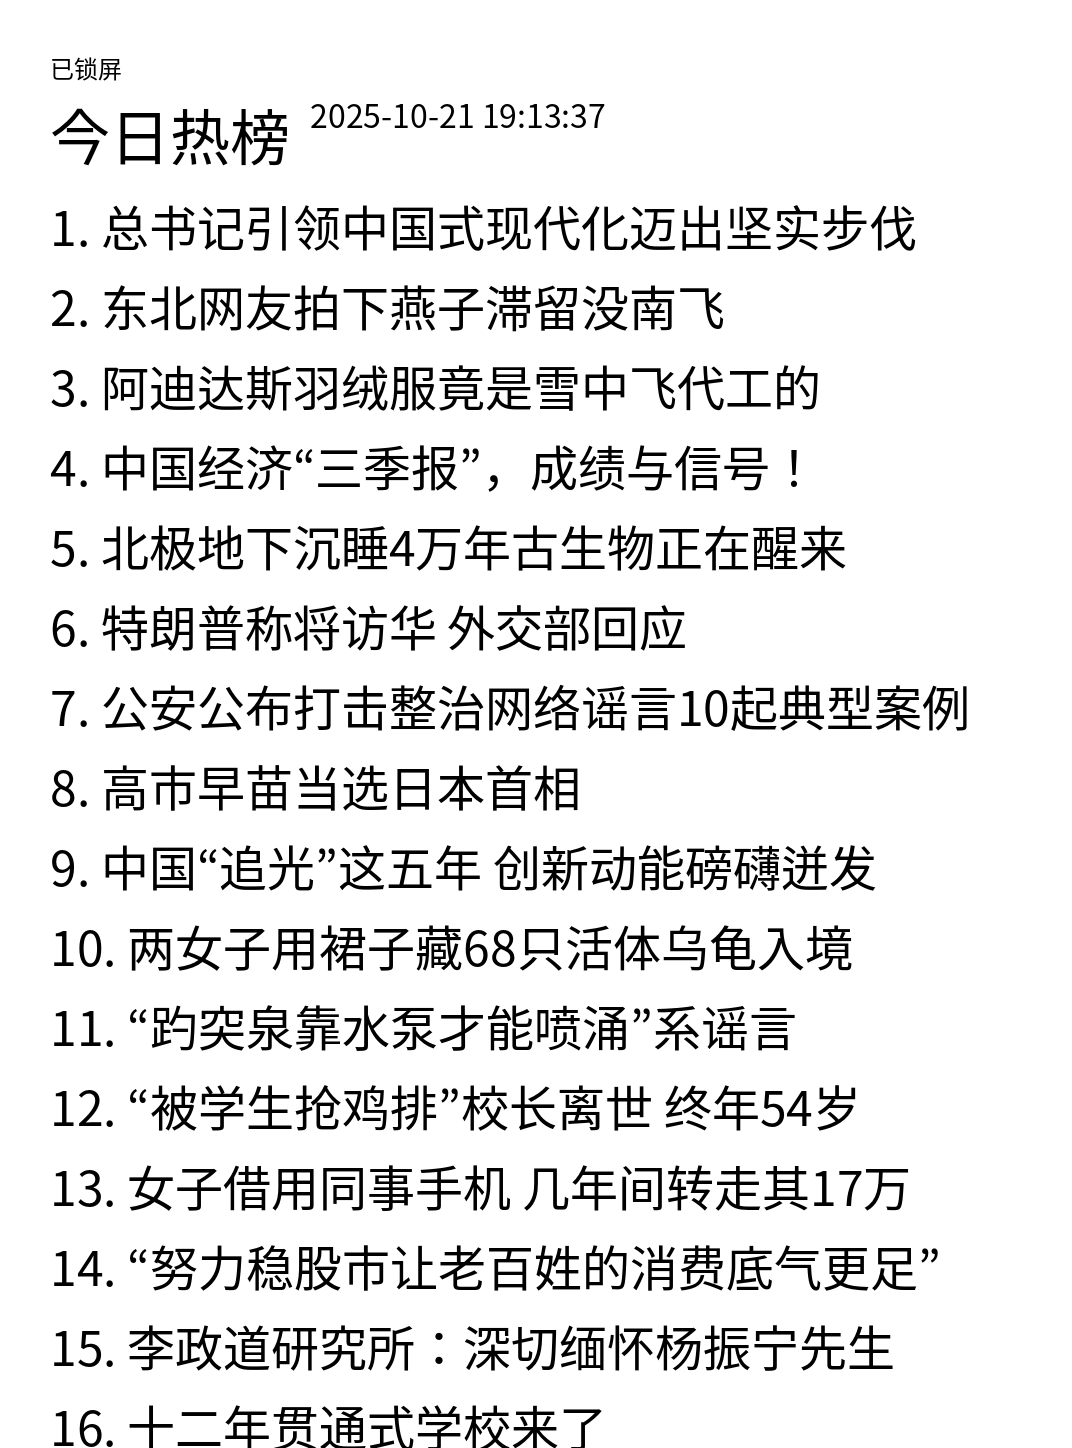 已锁屏
今日热榜 2025-10-21 19:13:37
1. 总书记引领中国式现代化迈出坚实步伐
2. 东北网友拍下燕子滞留没南飞
3. 阿迪达斯羽绒服竟是雪中飞代工的
4. 中国经济“三季报”，成绩与信号！
5. 北极地下沉睡4万年古生物正在醒来
6. 特朗普称将访华 外交部回应
7. 公安公布打击整治网络谣言10起典型案例
8. 高市早苗当选日本首相
9. 中国“追光”这五年 创新动能磅礴迸发
10. 两女子用裙子藏68只活体乌龟入境
11. “趵突泉靠水泵才能喷涌”系谣言
12. “被学生抢鸡排”校长离世 终年54岁
13. 女子借用同事手机 几年间转走其17万
14. “努力稳股市让老百姓的消费底气更足”
15. 李政道研究所：深切缅怀杨振宁先生
16. 十二年贯通式学校来了